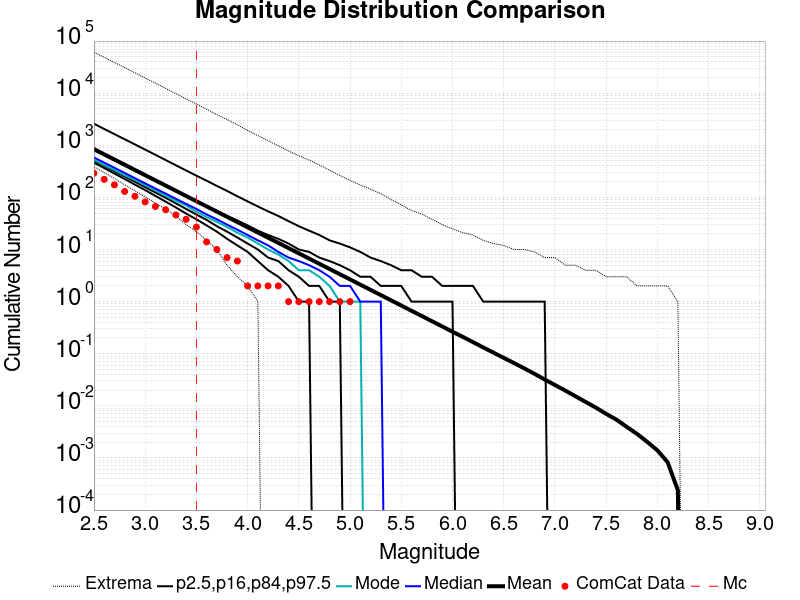 Magnitude Distribution Comparison
10^5
10^4
10^3
10^2
10^1
10^0
10^-1
10^-2
10^-3
10^-4
Cumulative Number
2.5 3.0 3.5 4.0 4.5 5.0 5.5 6.0 6.5 7.0 7.5 8.0 8.5 9.0
Magnitude
Extrema p2.5,p16,p84,p97.5 Mode Median Mean ComCat Data Mc